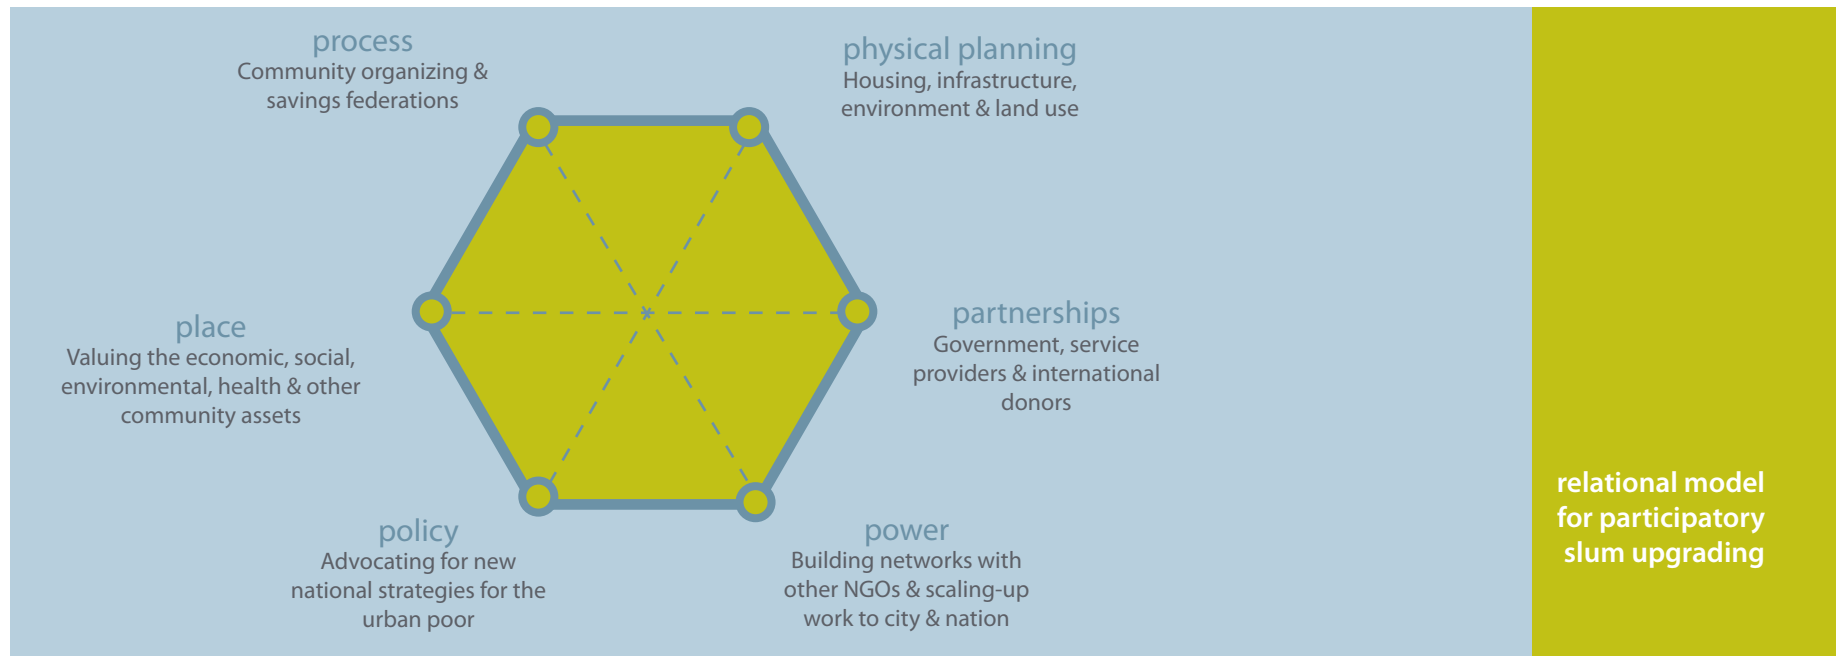 process
Community organizing &
savings federations
physical planning
Housing, infrastructure,
environment & land use
place
Valuing the economic, social,
environmental, health & other
community assets
partnerships
Government, service
providers & international
donors
policy
Advocating for new
national strategies for the
urban poor
power
Building networks with
other NGOs & scaling-up
work to city & nation
relational model
for participatory
slum upgrading